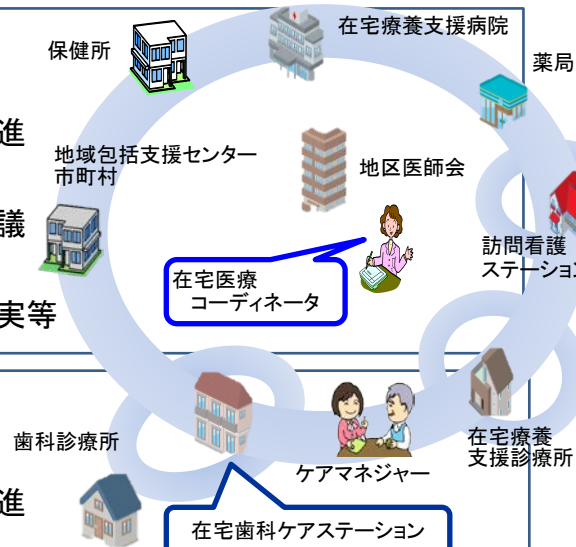 保健所
在宅療養支援病院
薬局
進
地域包括支援センター
市町村
地区医師会
議
訪問看護
ステーション
在宅医療
コーディネータ
実等
歯科診療所
ケアマネジャー
在宅療養
支援診療所
進
在宅歯科ケアステーション